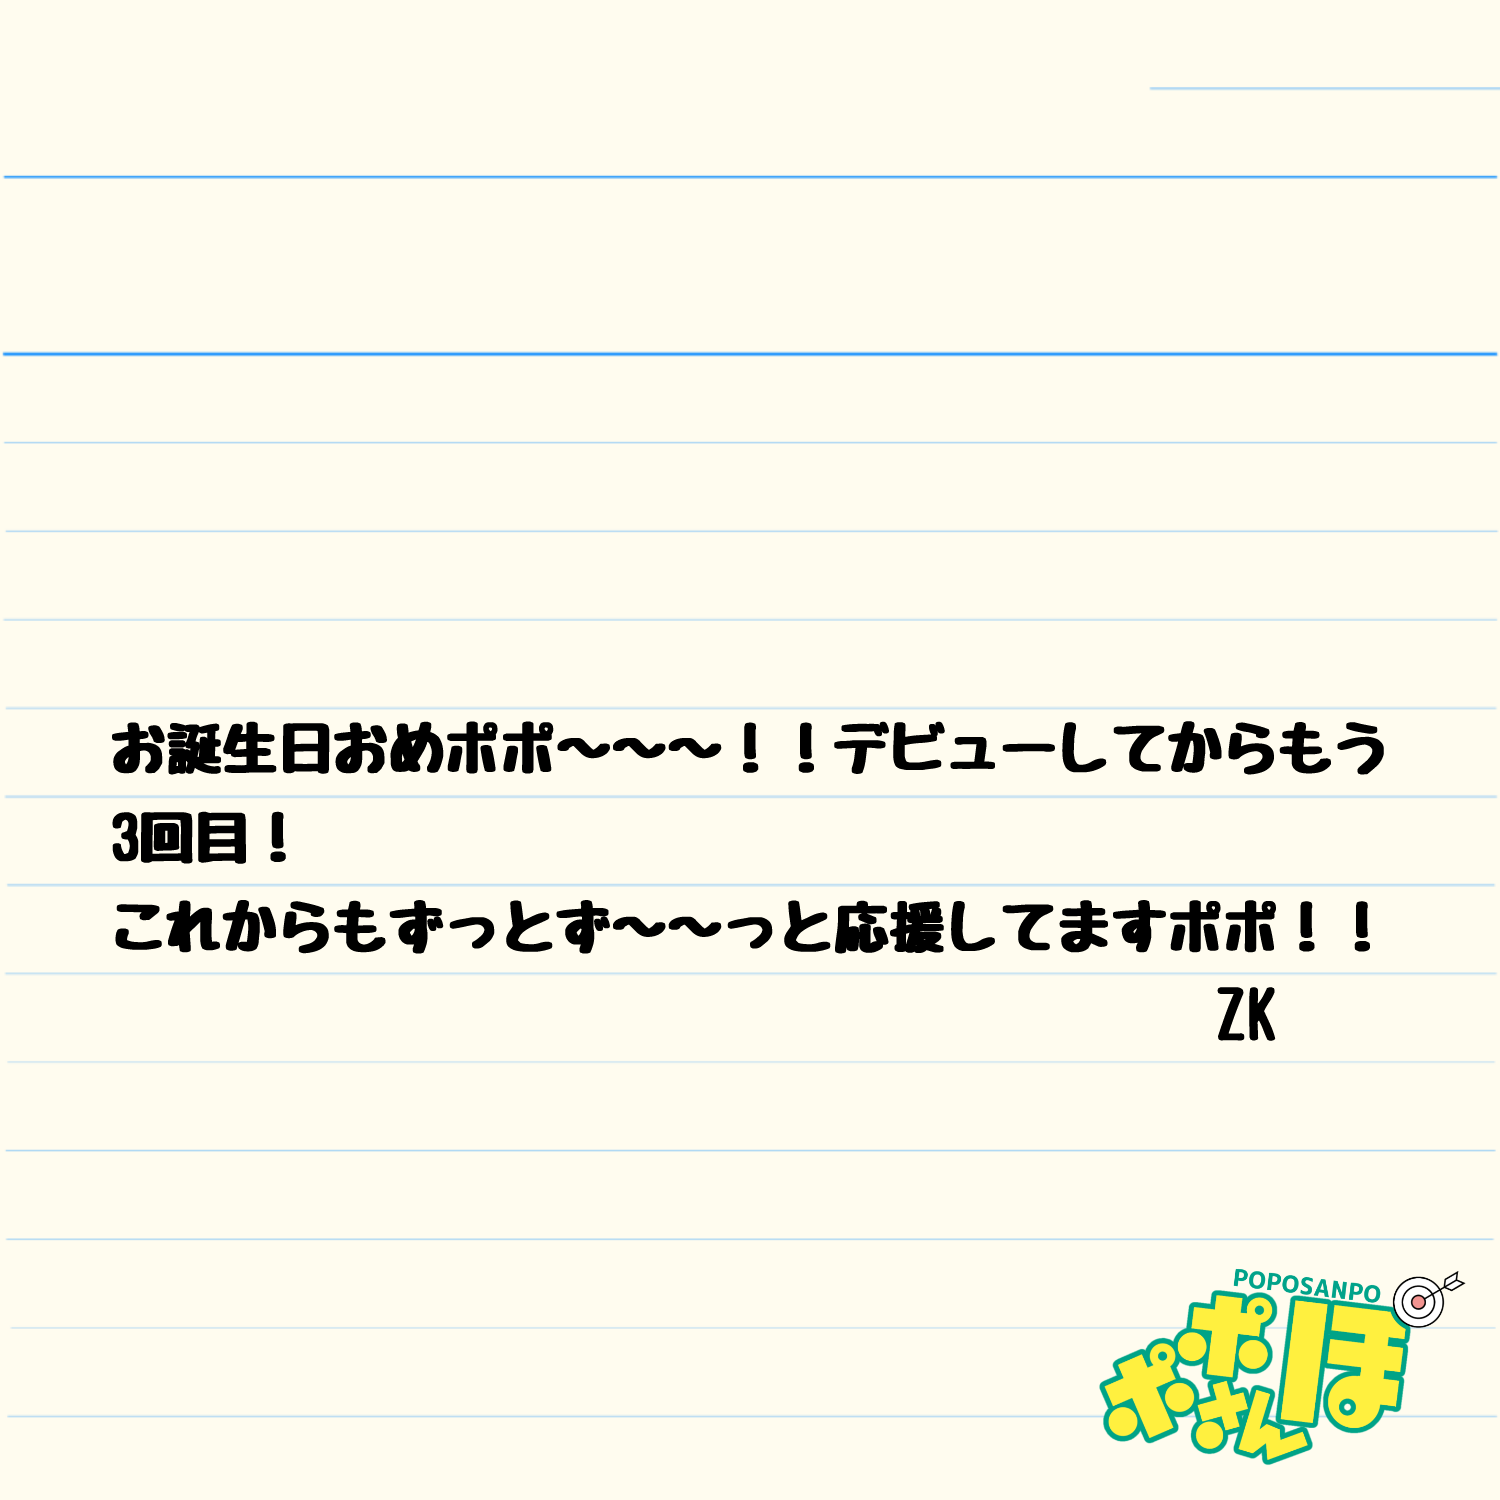 お誕生日おめポポ〜〜〜！！デビューしてからもう
3回目！
これからもずっとず〜〜っと応援してますポポ！！
ZK
POPOSANPO
ポポさんぽ